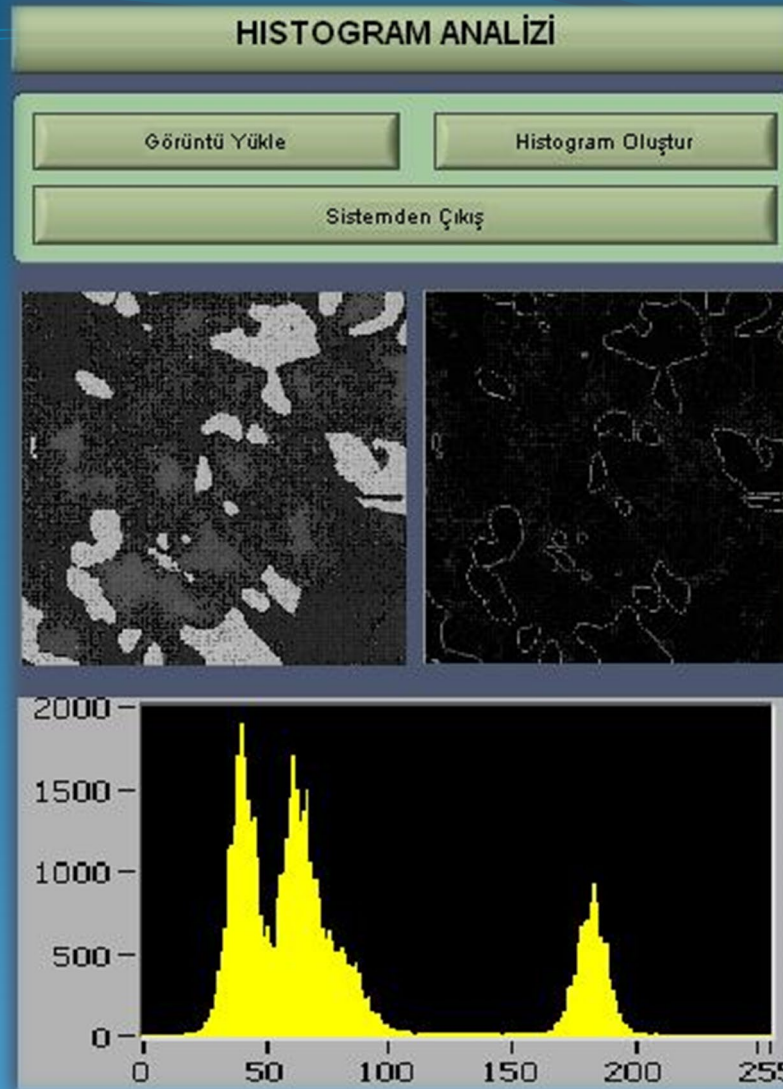 HISTOGRAM ANALİZİ
Görüntü Yükle
Histogram Oluştur
Sistemden Çıkış
2000
1500
1000
500
0
0 50 100 150 200 255